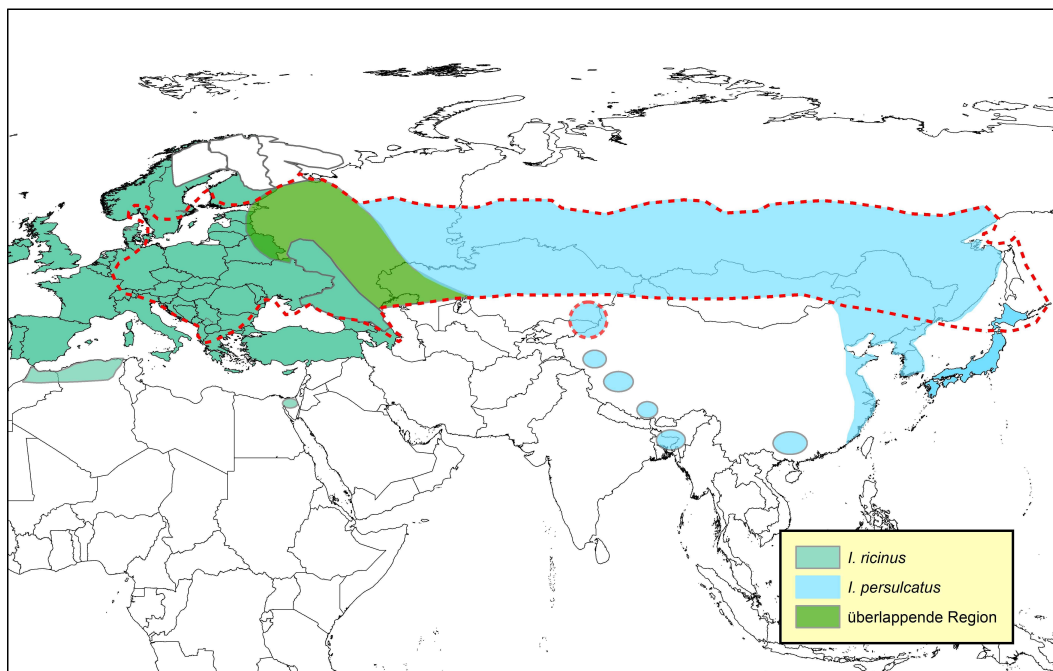 I. ricinus
I. persulcatus
überlappende Region